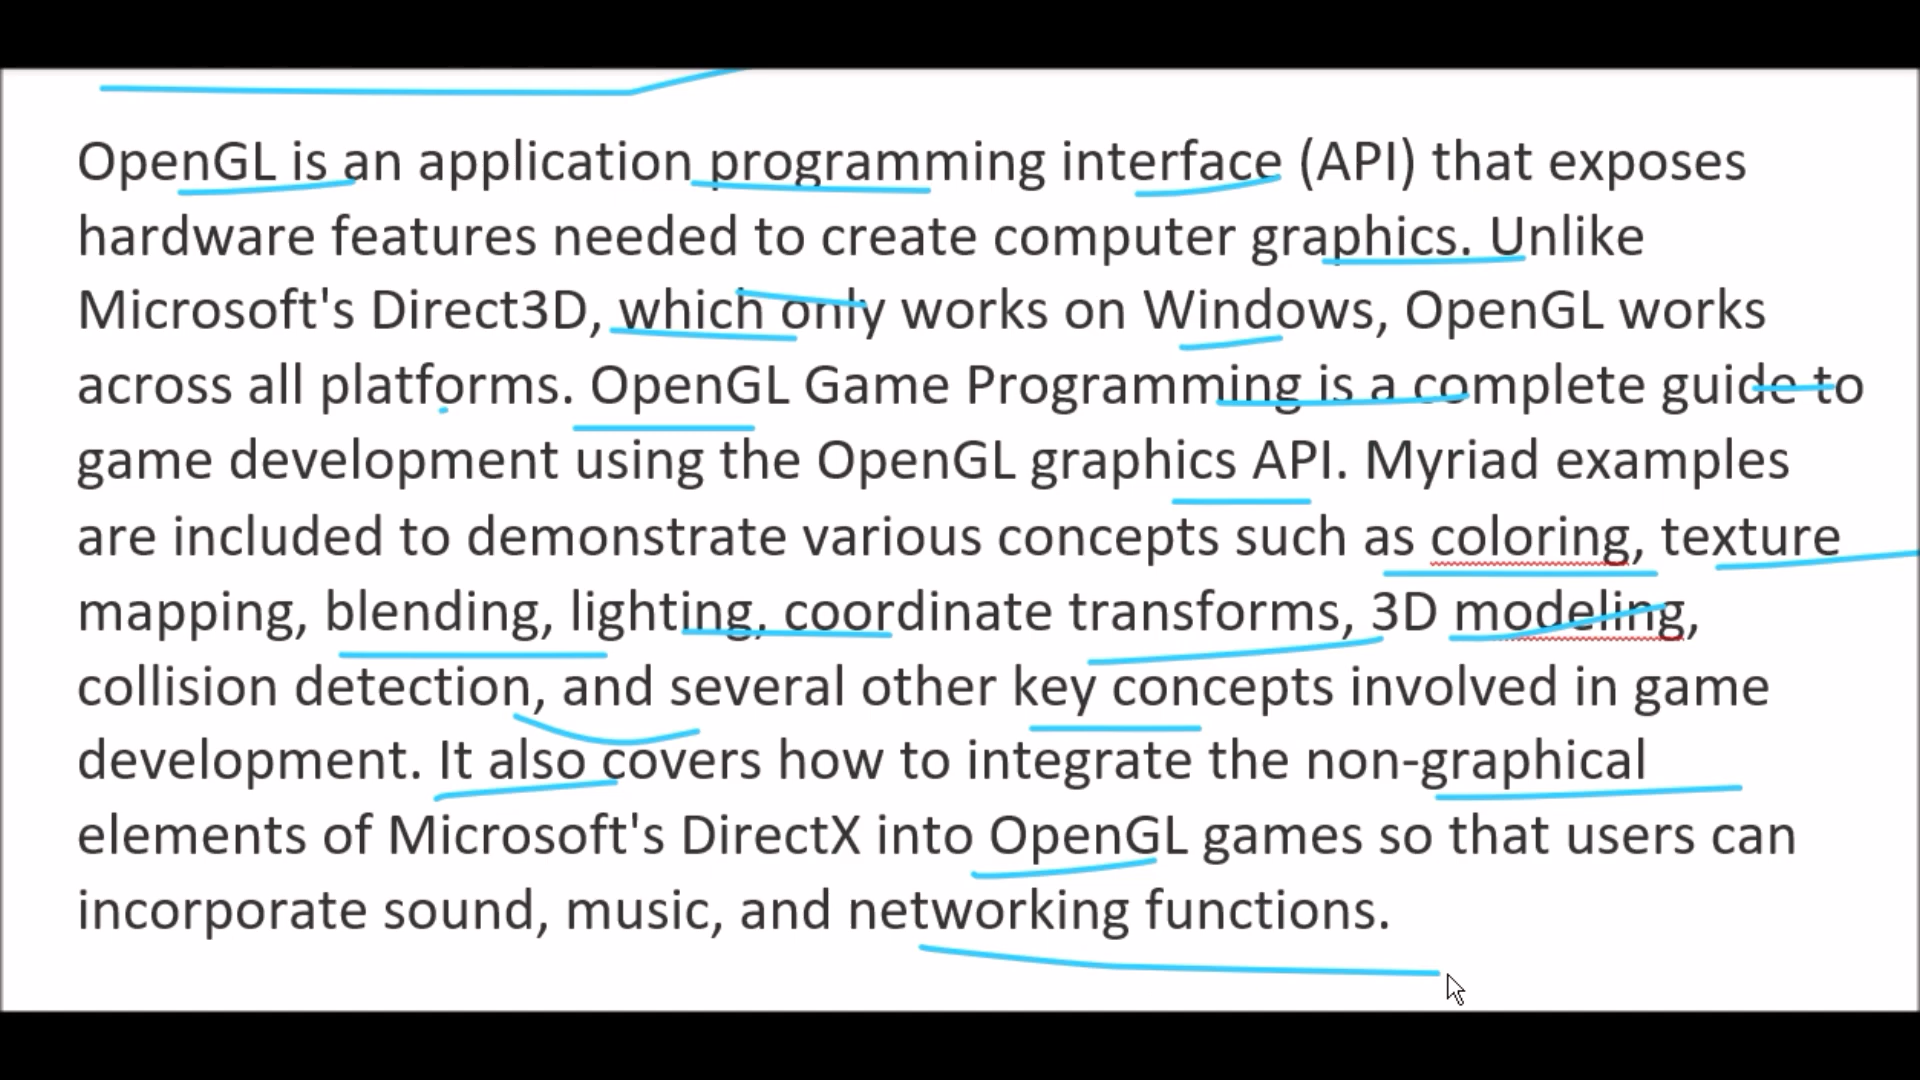 OpenGL is an application programming interface (API) that exposes
hardware features needed to create computer graphics. Unlike
Microsoft's Direct3D, which only works on Windows, OpenGL works
across all platforms. OpenGL Game Programming is a complete guide to
game development using the OpenGL graphics API. Myriad examples
are included to demonstrate various concepts such as coloring, texture
mapping, blending, lighting, coordinate transforms, 3D modeling,
collision detection, and several other key concepts involved in game
development. It also covers how to integrate the non-graphical
elements of Microsoft's DirectX into OpenGL games so that users can
incorporate sound, music, and networking functions.